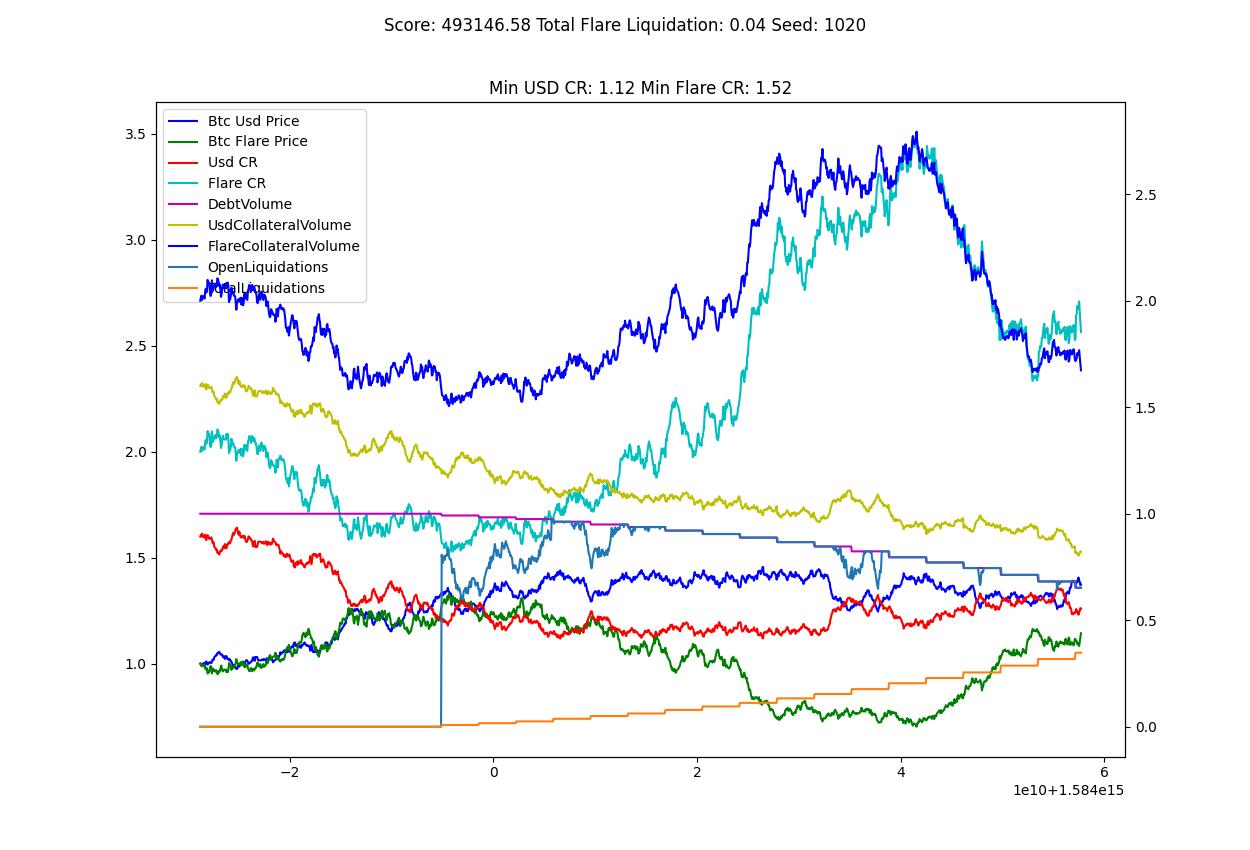 Score: 493146.58 Total Flare Liquidation: 0.04 Seed: 1020
Min USD CR: 1.12 Min Flare CR: 1.52
Btc Usd Price
Btc Flare Price
Usd CR
Flare CR
DebtVolume
UsdCollateralVolume
FlareCollateralVolume
OpenLiquidations
TotalLiquidations
3.5
3.0
2.5
2.0
1.5
1.0
2.5
2.0
1.5
1.0
0.5
0.0
−2
0
2
4
6
1e10+1.584e15